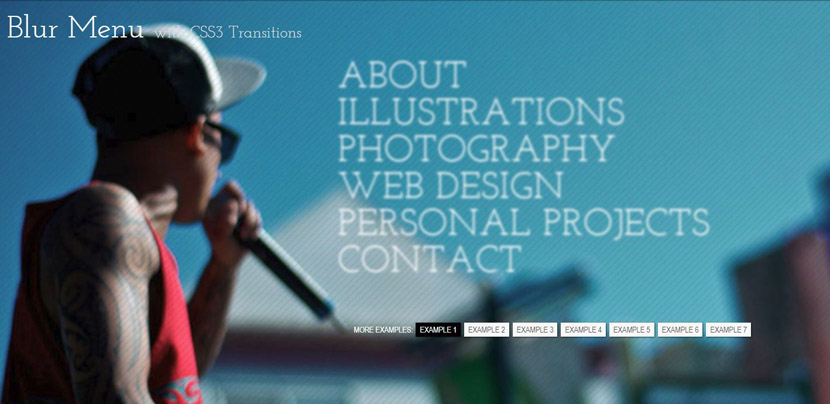 Blur Menu with CSS3 Transitions
ABOUT
ILLUSTRATIONS
PHOTOGRAPHY
WEB DESIGN
PERSONAL PROJECTS
CONTACT
MORE EXAMPLES: EXAMPLE 1 EXAMPLE 2 EXAMPLE 3 EXAMPLE 4 EXAMPLE 5 EXAMPLE 6 EXAMPLE 7